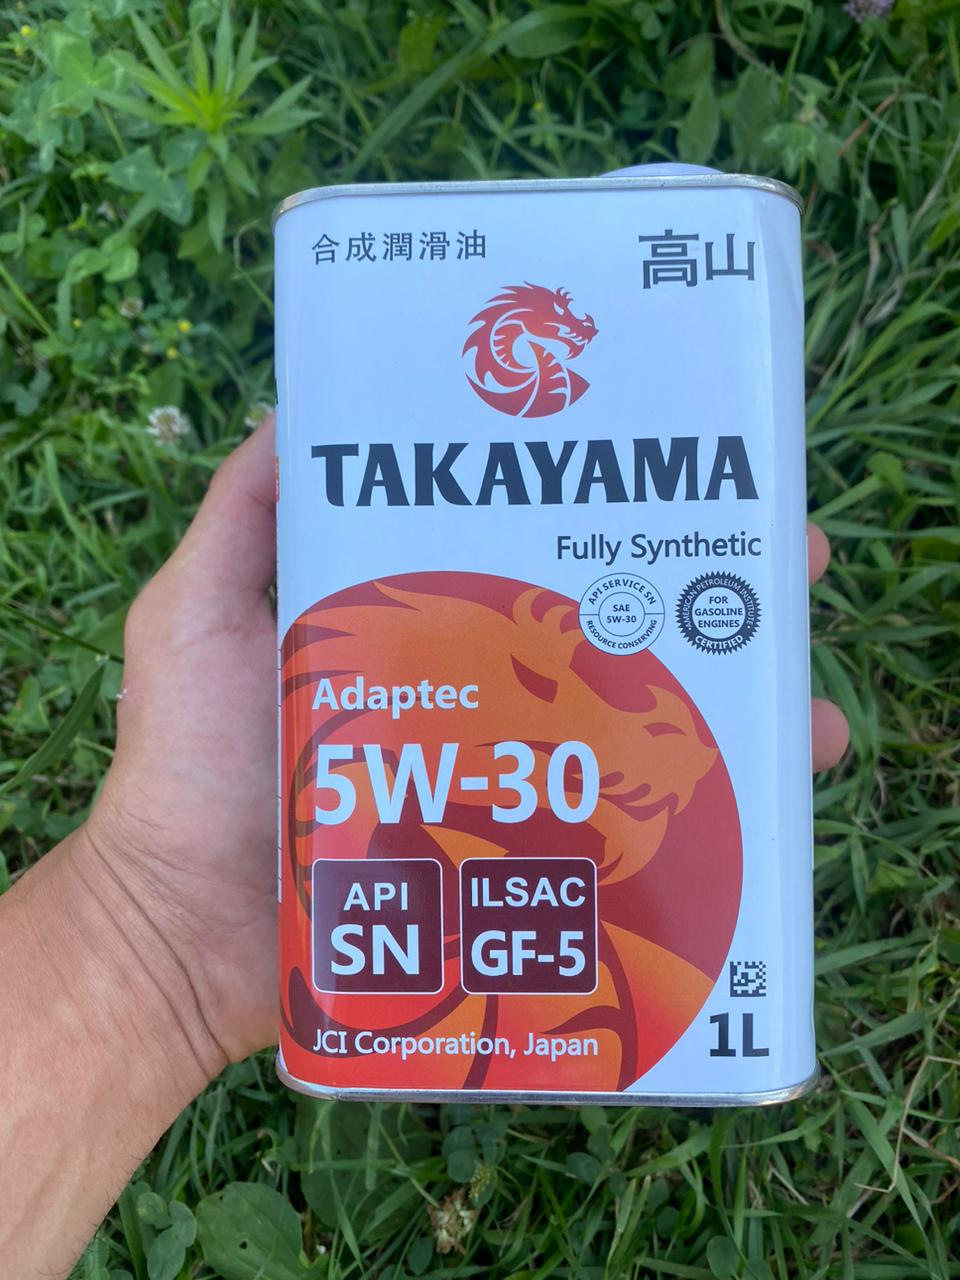 合成潤滑油
高山
TAKAYAMA
Fully Synthetic
API SERVICE SN
SAE
5W-30
RESOURCE CONSERVING
AMERICAN PETROLEUM INSTITUTE
FOR
GASOLINE
ENGINES
CERTIFIED
Adaptec
5W-30
API
SN
ILSAC
GF-5
JCI Corporation, Japan
1L